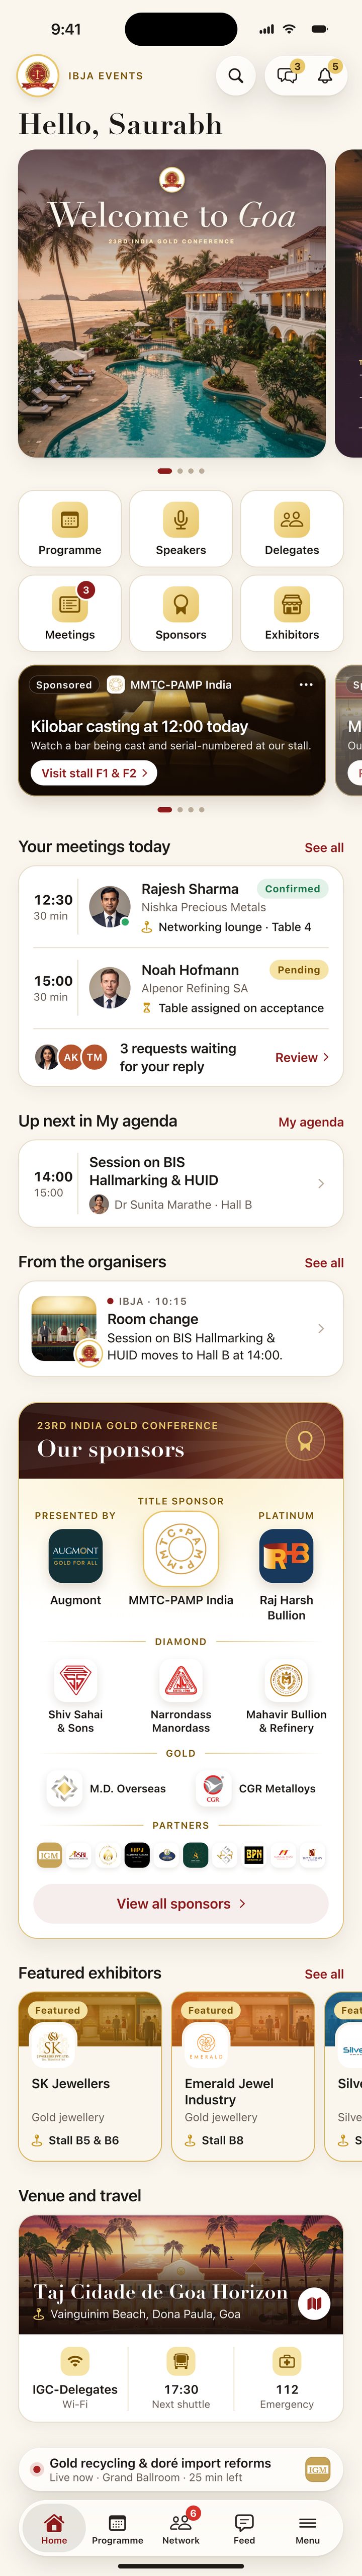 9:41
IBJA EVENTS
3
5
Hello, Saurabh
Welcome to Goa
23RD INDIA GOLD CONFERENCE
Programme
Speakers
Delegates
3
Meetings
Sponsors
Exhibitors
Sponsored
MMTC-PAMP India
Kilobar casting at 12:00 today
Watch a bar being cast and serial-numbered at our stall.
Visit stall F1 & F2
Your meetings today
See all
12:30
30 min
Rajesh Sharma
Confirmed
Nishka Precious Metals
Networking lounge · Table 4
15:00
30 min
Noah Hofmann
Pending
Alpenor Refining SA
Table assigned on acceptance
AK
TM
3 requests waiting
for your reply
Review
Up next in My agenda
My agenda
14:00
15:00
Session on BIS
Hallmarking & HUID
Dr Sunita Marathe · Hall B
From the organisers
See all
IBJA · 10:15
Room change
Session on BIS Hallmarking &
HUID moves to Hall B at 14:00.
23RD INDIA GOLD CONFERENCE
Our sponsors
TITLE SPONSOR
PRESENTED BY
PLATINUM
AUGMONT
GOLD FOR ALL
MMTC PAMP
RHB
Augmont
MMTC-PAMP India
Raj Harsh
Bullion
DIAMOND
Shiv Sahai
& Sons
Narrondass
Manordass
Mahavir Bullion
& Refinery
GOLD
M.D. Overseas
CGR
CGR Metalloys
PARTNERS
IGM
BPN
View all sponsors
Featured exhibitors
See all
Featured
SK
SK Jewellers
Gold jewellery
Stall B5 & B6
Featured
EMERALD
Emerald Jewel
Industry
Gold jewellery
Stall B8
Venue and travel
Taj Cidade de Goa Horizon
Vainguinim Beach, Dona Paula, Goa
IGC-Delegates
Wi-Fi
17:30
Next shuttle
112
Emergency
Gold recycling & doré import reforms
Live now · Grand Ballroom · 25 min left
IGM
6
Home
Programme
Network
Feed
Menu